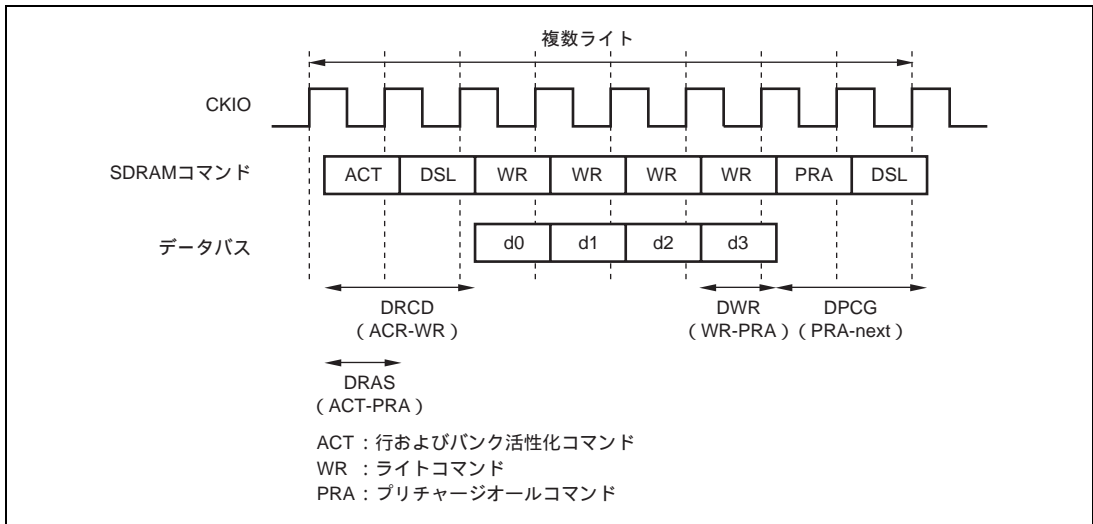 複数ライト
CKIO
SDRAMコマンド ACT DSL WR WR WR WR PRA DSL
データバス d0 d1 d2 d3
DRCD DWR DPCG
(ACR-WR) (WR-PRA) (PRA-next)
DRAS
(ACT-PRA)
ACT:行およびバンク活性化コマンド
WR :ライトコマンド
PRA:プリチャージオールコマンド